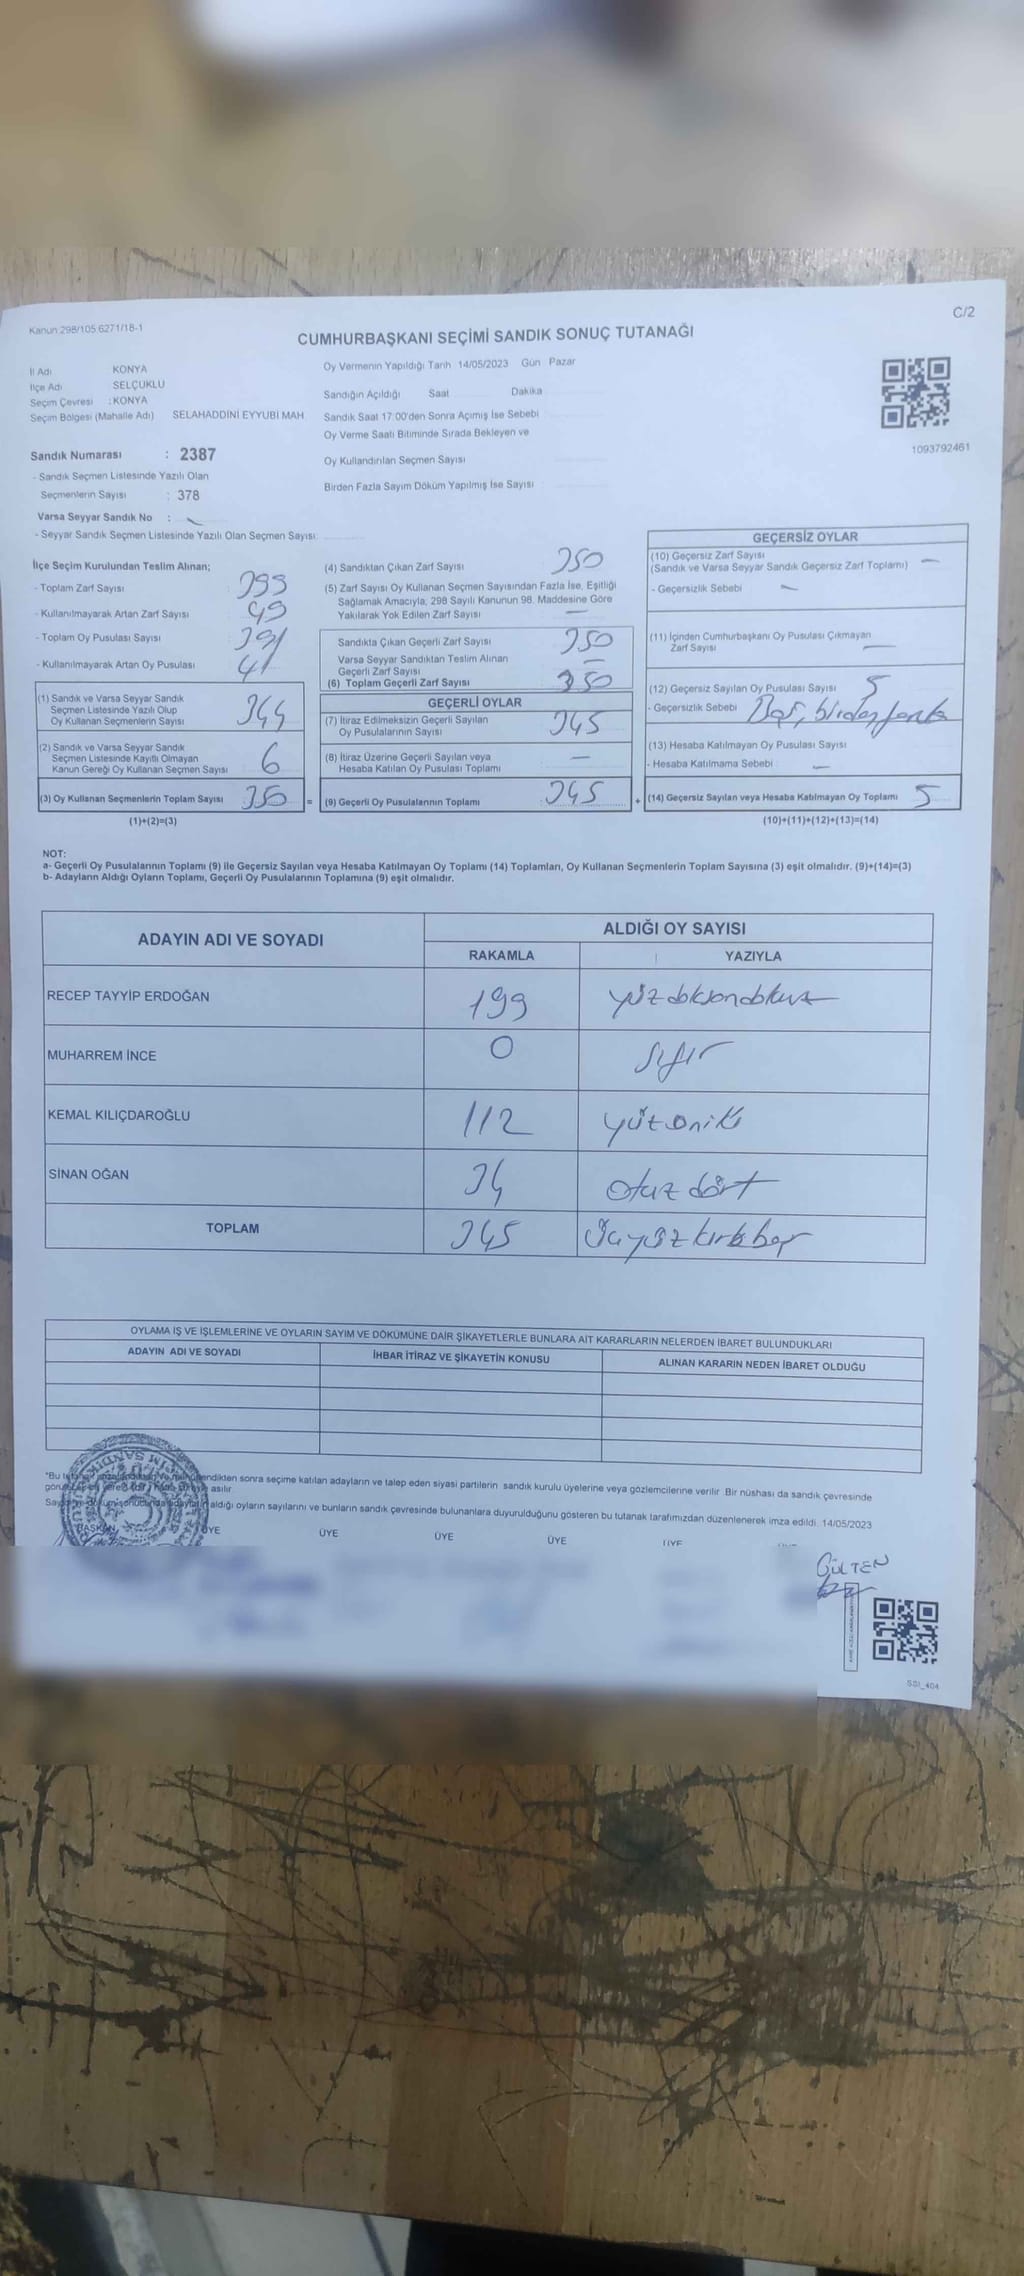 C/2
Kanun 298/105 6271/18-1
CUMHURBAŞKANI SEÇİMİ SANDIK SONUÇ TUTANAĞI
İl Adı KONYA
İlçe Adı SELÇUKLU
Seçim Çevresi : KONYA
Seçim Bölgesi (Mahalle Adı) SELAHADDİNİ EYYUBİ MAH
Sandık Numarası : 2387
- Sandık Seçmen Listesinde Yazılı Olan
Seçmenlerin Sayısı : 378
Varsa Seyyar Sandık No :
- Seyyar Sandık Seçmen Listesinde Yazılı Olan Seçmen Sayısı:
Oy Vermenin Yapıldığı Tarih 14/05/2023 Gün Pazar
Sandığın Açıldığı Saat Dakika
Sandık Saat 17:00'den Sonra Açımış İse Sebebi
Oy Verme Saati Bitiminde Sırada Bekleyen ve
Oy Kullandırılan Seçmen Sayısı
Birden Fazla Sayım Döküm Yapılmış İse Sayısı
1093792461
İlçe Seçim Kurulundan Teslim Alınan;
- Toplam Zarf Sayısı : 399
- Kullanılmayarak Artan Zarf Sayısı : 49
- Toplam Oy Pusulası Sayısı : 391
- Kullanılmayarak Artan Oy Pusulası : 41
(1) Sandık ve Varsa Seyyar Sandık
Seçmen Listesinde Yazılı Olup
Oy Kullanan Seçmenlerin Sayısı 344
(2) Sandık ve Varsa Seyyar Sandık
Seçmen Listesinde Kayıtlı Olmayan
Kanun Gereği Oy Kullanan Seçmen Sayısı 6
(3) Oy Kullanan Seçmenlerin Toplam Sayısı 350
(1)+(2)=(3)
(4) Sandıktan Çıkan Zarf Sayısı 350
(5) Zarf Sayısı Oy Kullanan Seçmen Sayısından Fazla İse, Eşitliği
Sağlamak Amacıyla, 298 Sayılı Kanunun 98. Maddesine Göre
Yakılarak Yok Edilen Zarf Sayısı —
Sandıkta Çıkan Geçerli Zarf Sayısı 350
Varsa Seyyar Sandıktan Teslim Alınan
Geçerli Zarf Sayısı —
(6) Toplam Geçerli Zarf Sayısı 350
GEÇERLİ OYLAR
(7) İtiraz Edilmeksizin Geçerli Sayılan
Oy Pusulalarının Sayısı : 345
(8) İtiraz Üzerine Geçerli Sayılan veya
Hesaba Katılan Oy Pusulası Toplamı : —
= (9) Geçerli Oy Pusulalarının Toplamı : 345
GEÇERSİZ OYLAR
(10) Geçersiz Zarf Sayısı
(Sandık ve Varsa Seyyar Sandık Geçersiz Zarf Toplamı) —
- Geçersizlik Sebebi —
(11) İçinden Cumhurbaşkanı Oy Pusulası Çıkmayan
Zarf Sayısı —
(12) Geçersiz Sayılan Oy Pusulası Sayısı 5
- Geçersizlik Sebebi Boş, birden fazla
(13) Hesaba Katılmayan Oy Pusulası Sayısı
- Hesaba Katılmama Sebebi —
+ (14) Geçersiz Sayılan veya Hesaba Katılmayan Oy Toplamı 5
(10)+(11)+(12)+(13)=(14)
NOT:
a- Geçerli Oy Pusulalarının Toplamı (9) ile Geçersiz Sayılan veya Hesaba Katılmayan Oy Toplamı (14) Toplamları, Oy Kullanan Seçmenlerin Toplam Sayısına (3) eşit olmalıdır. (9)+(14)=(3)
b- Adayların Aldığı Oyların Toplamı, Geçerli Oy Pusulalarının Toplamına (9) eşit olmalıdır.
ADAYIN ADI VE SOYADI ALDIĞI OY SAYISI
RAKAMLA YAZIYLA
RECEP TAYYİP ERDOĞAN 199 yüzdoksandokuz
MUHARREM İNCE 0 Sıfır
KEMAL KILIÇDAROĞLU 112 yüzoniki
SİNAN OĞAN 34 otuz dört
TOPLAM 345 üçyüzkırkbeş
OYLAMA İŞ VE İŞLEMLERİNE VE OYLARIN SAYIM VE DÖKÜMÜNE DAİR ŞİKAYETLERLE BUNLARA AİT KARARLARIN NELERDEN İBARET BULUNDUKLARI
ADAYIN ADI VE SOYADI İHBAR İTİRAZ VE ŞİKAYETİN KONUSU ALINAN KARARIN NEDEN İBARET OLDUĞU
*Bu sonra seçime katılan adayların ve talep eden siyasi partilerin sandık kurulu üyelerine veya gözlemcilerine verilir. Bir nüshası da sandık çevresinde
asılır.
aldığı oyların sayılarını ve bunların sandık çevresinde bulunanlara duyurulduğunu gösteren bu tutanak tarafımızdan düzenlenerek imza edildi. 14/05/2023
BAŞKAN ÜYE ÜYE ÜYE ÜYE ÜYE
GÜLTEN
SSI_404